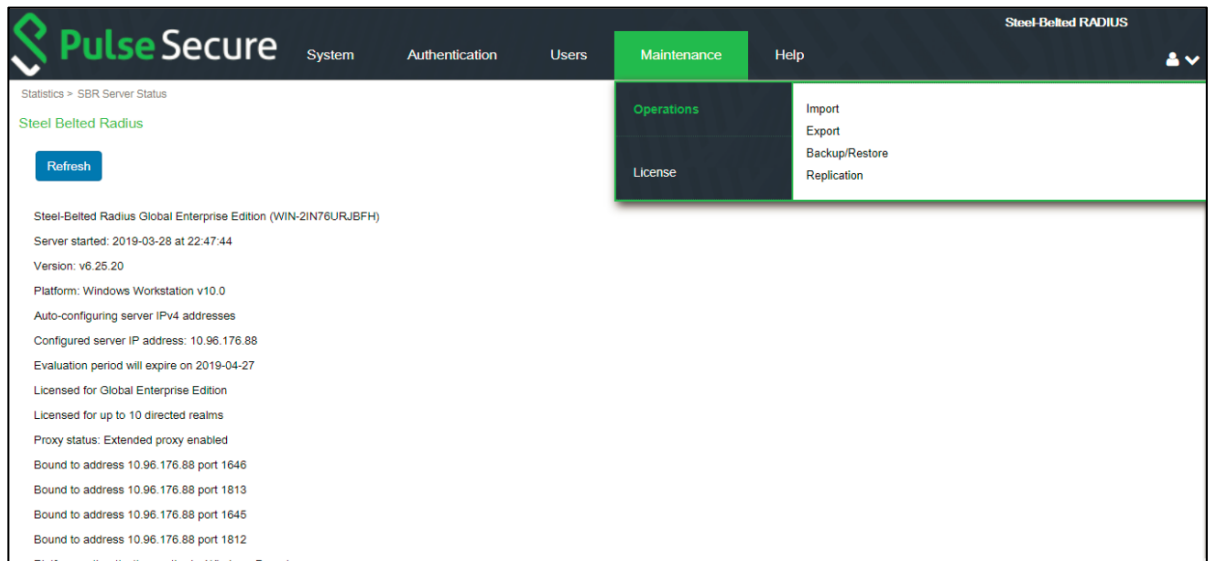 Steel-Belted RADIUS
Pulse Secure
System Authentication Users Maintenance Help
Statistics > SBR Server Status
Operations
Import
Export
Backup/Restore
Replication
License
Steel Belted Radius
Refresh
Steel-Belted Radius Global Enterprise Edition (WIN-2IN76URJBFH)
Server started: 2019-03-28 at 22:47:44
Version: v6.25.20
Platform: Windows Workstation v10.0
Auto-configuring server IPv4 addresses
Configured server IP address: 10.96.176.88
Evaluation period will expire on 2019-04-27
Licensed for Global Enterprise Edition
Licensed for up to 10 directed realms
Proxy status: Extended proxy enabled
Bound to address 10.96.176.88 port 1646
Bound to address 10.96.176.88 port 1813
Bound to address 10.96.176.88 port 1645
Bound to address 10.96.176.88 port 1812